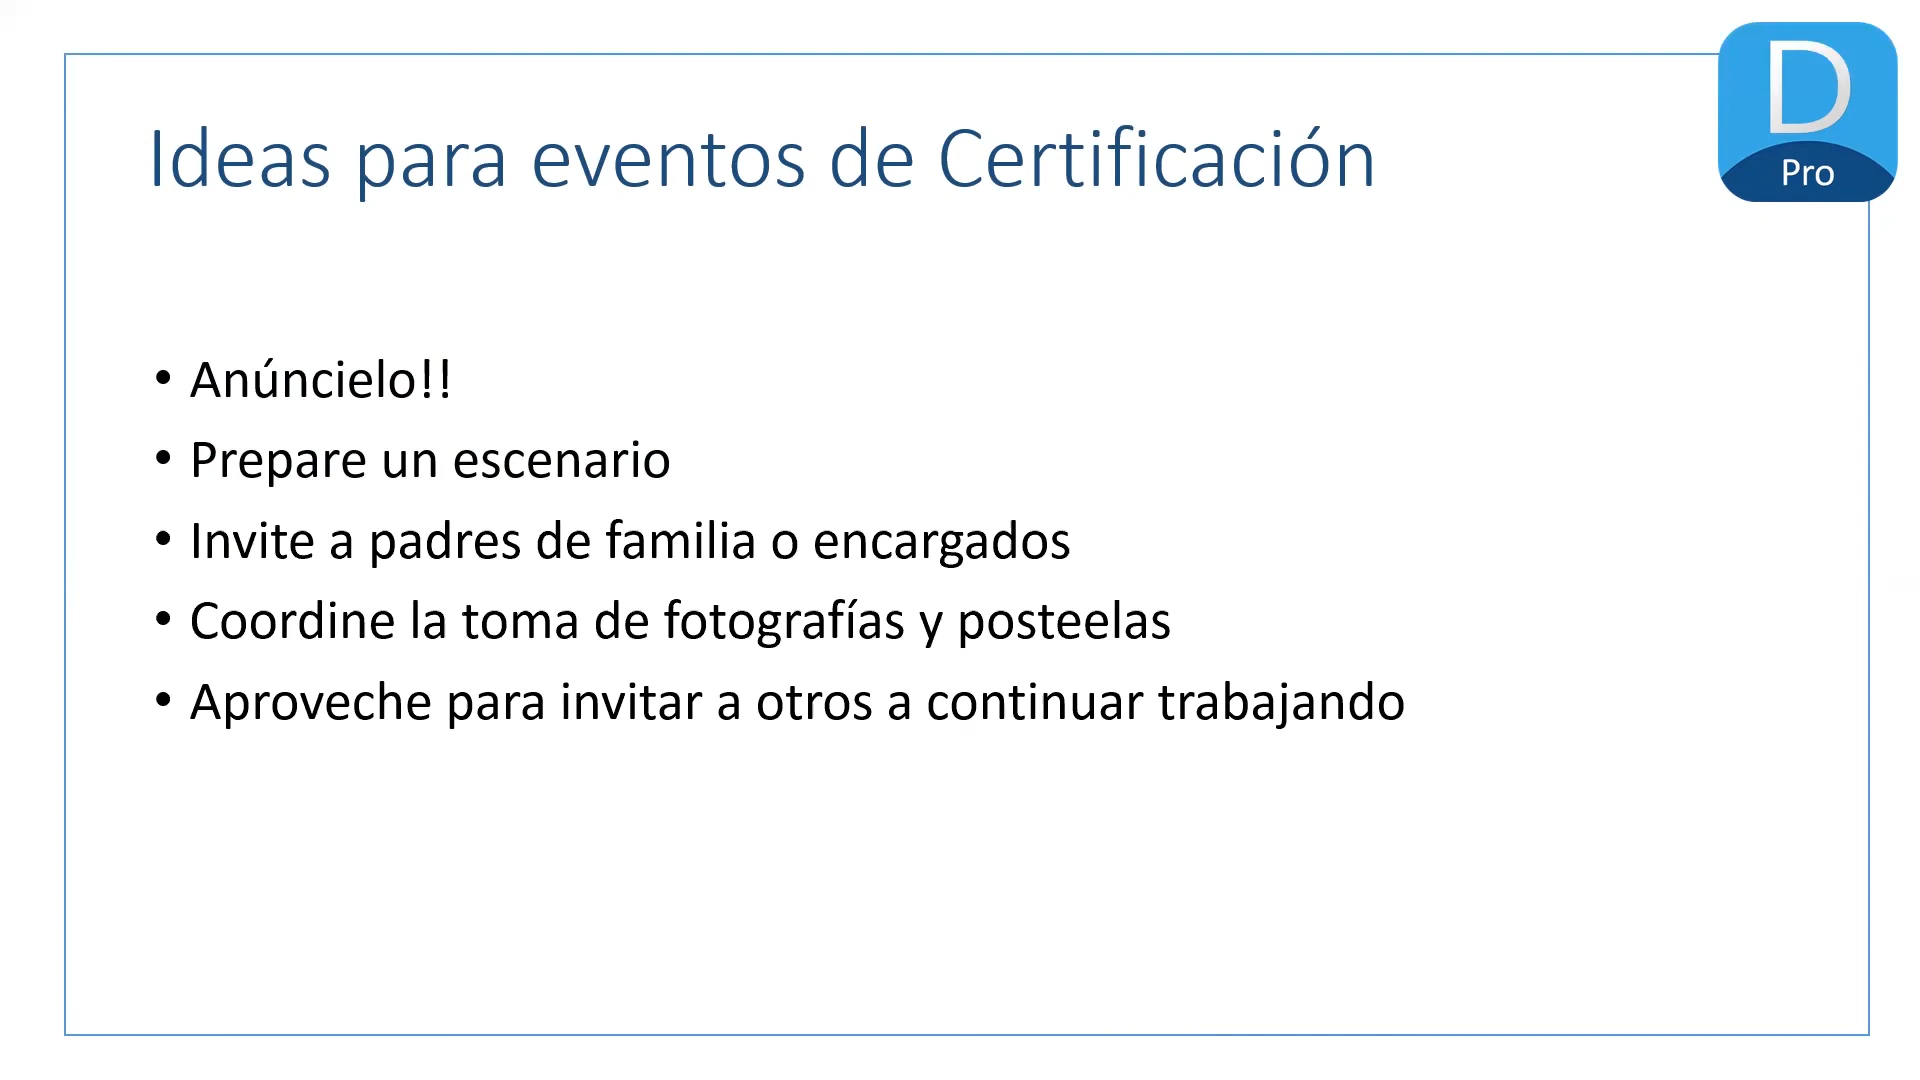 D
Pro
Ideas para eventos de Certificación
• Anúncielo!!
• Prepare un escenario
• Invite a padres de familia o encargados
• Coordine la toma de fotografías y posteelas
• Aproveche para invitar a otros a continuar trabajando